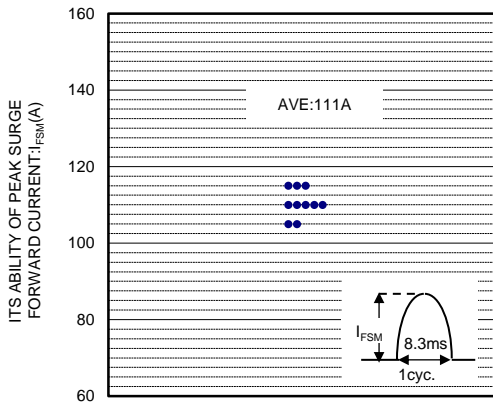 ITS ABILITY OF PEAK SURGE
FORWARD CURRENT:IFSM(A)
160
140
120
100
80
60
AVE:111A
IFSM
8.3ms
1cyc.